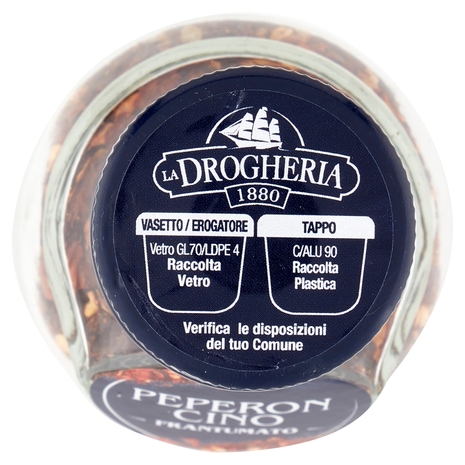 LA DROGHERIA
1880
VASETTO / EROGATORE
Vetro GL70/LDPE 4
Raccolta
Vetro
TAPPO
C/ALU 90
Raccolta
Plastica
Verifica le disposizioni
del tuo Comune
PEPERON
CINO
FRANTUMATO